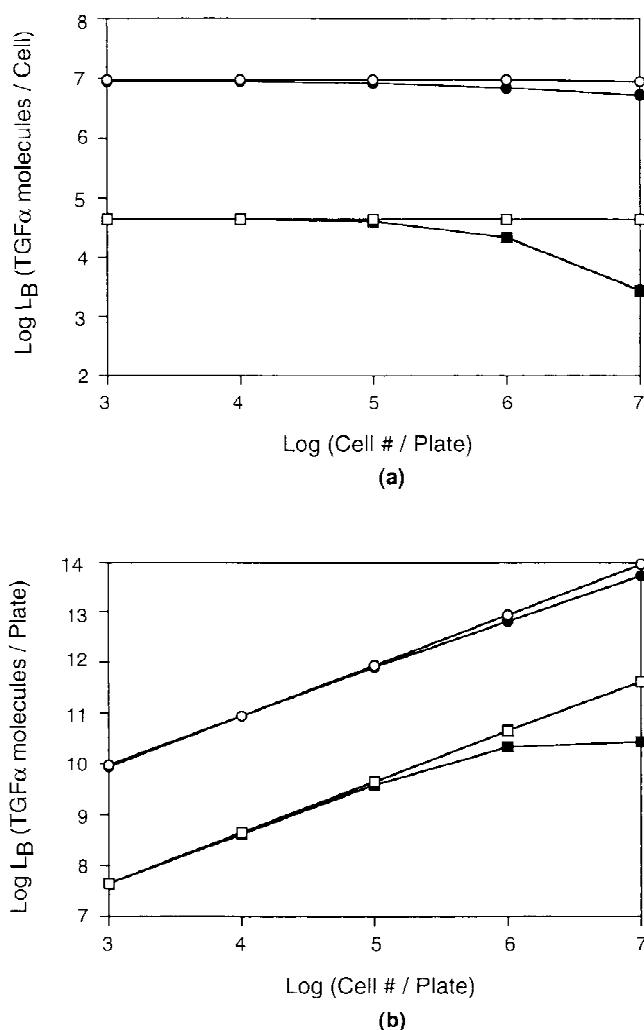 8
7
6
5
4
3
2
Log LB (TGFα molecules / Cell)
3 4 5 6 7
Log (Cell # / Plate)
(a)
14
13
12
11
10
9
8
7
Log LB (TGFα molecules / Plate)
3 4 5 6 7
Log (Cell # / Plate)
(b)